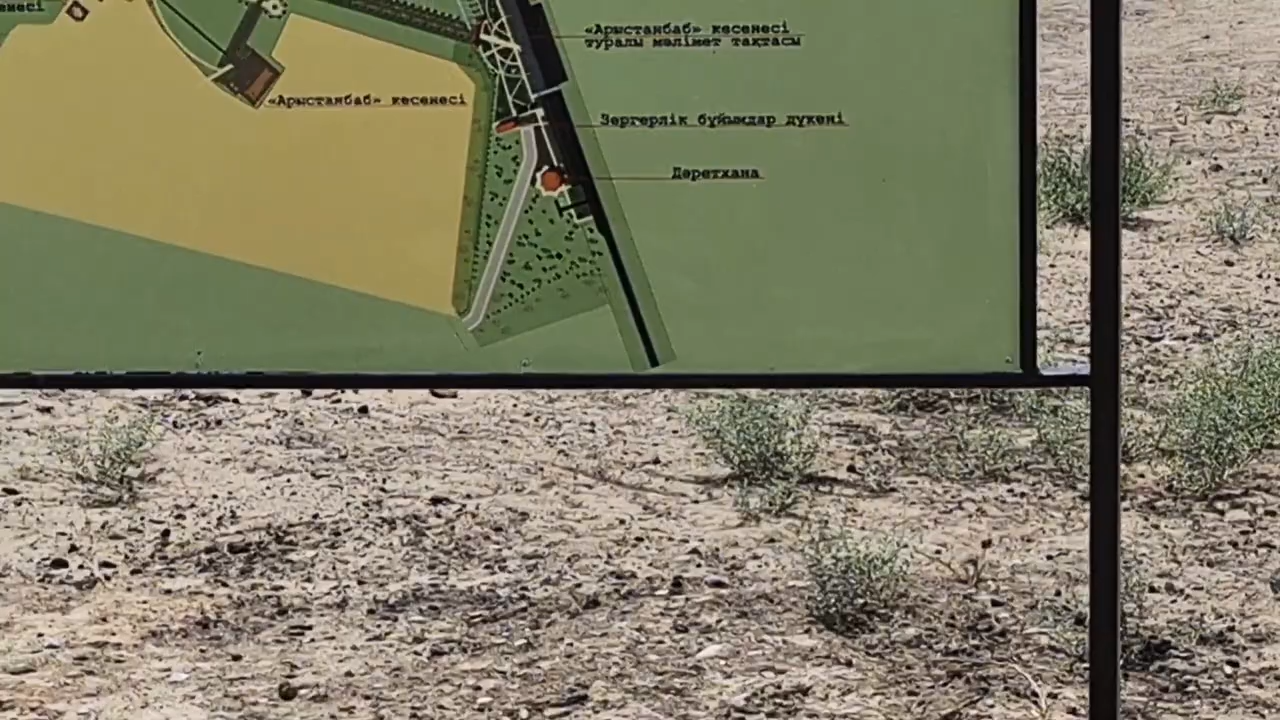 «Арыстанбаб» кесенесі
туралы мәлімет тақтасы
«Арыстанбаб» кесенесі
Зергерлік бұйымдар дүкені
Дәретхана